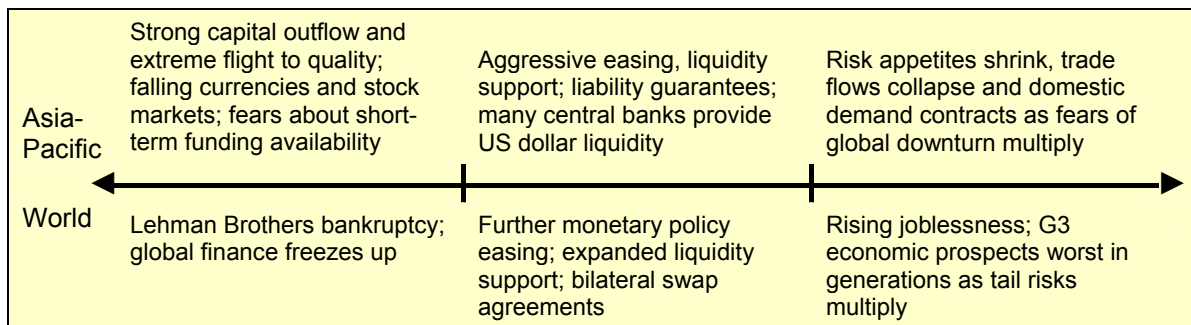 Asia-
Pacific
Strong capital outflow and
extreme flight to quality;
falling currencies and stock
markets; fears about short-
term funding availability
Aggressive easing, liquidity
support; liability guarantees;
many central banks provide
US dollar liquidity
Risk appetites shrink, trade
flows collapse and domestic
demand contracts as fears of
global downturn multiply
World
Lehman Brothers bankruptcy;
global finance freezes up
Further monetary policy
easing; expanded liquidity
support; bilateral swap
agreements
Rising joblessness; G3
economic prospects worst in
generations as tail risks
multiply